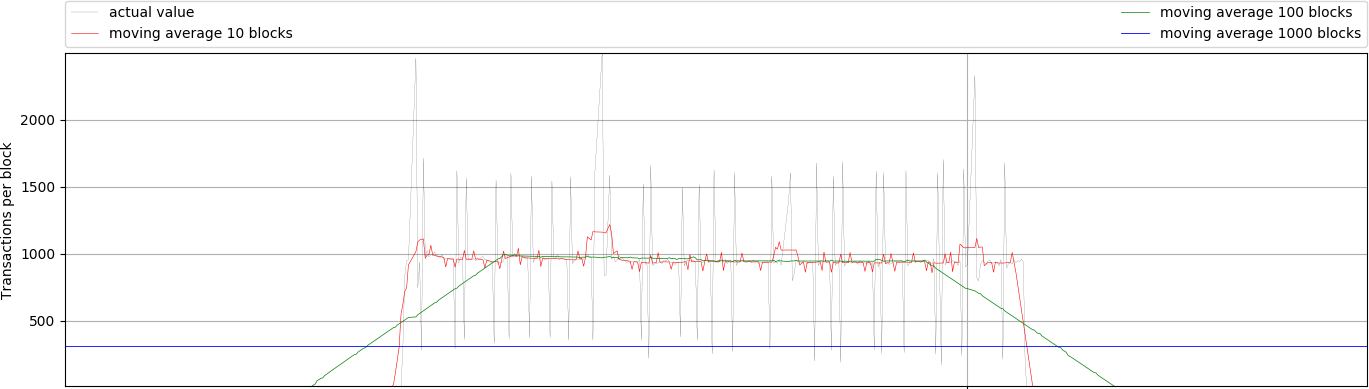 actual value
moving average 10 blocks
moving average 100 blocks
moving average 1000 blocks
Transactions per block
2000
1500
1000
500